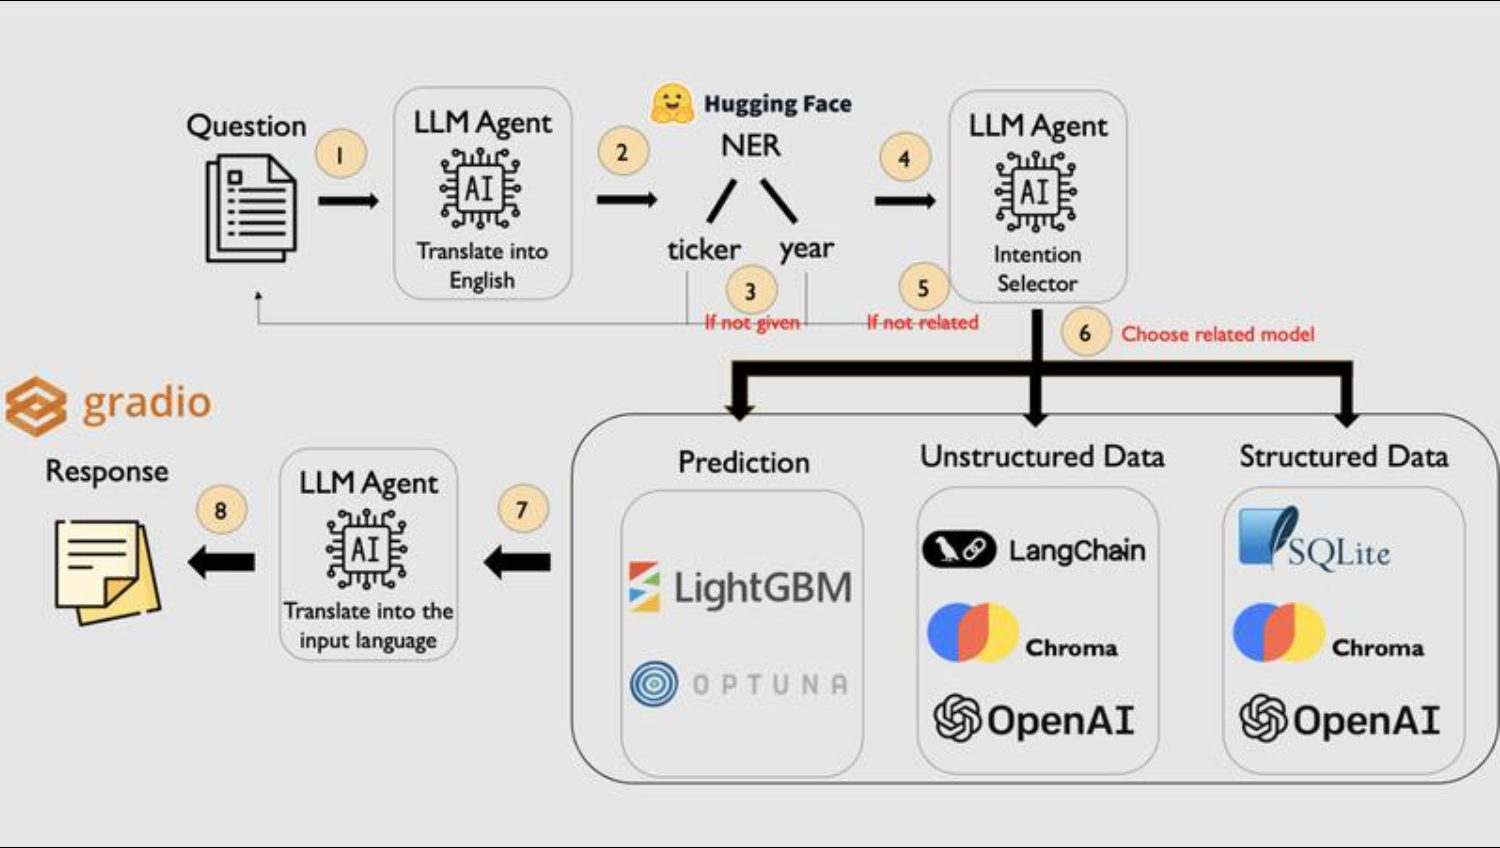 Question
1
LLM Agent
AI
Translate into
English
2
Hugging Face
NER
ticker
year
3
If not given
4
LLM Agent
AI
Intention
Selector
5
If not related
6
Choose related model
gradio
Prediction
LightGBM
OPTUNA
Unstructured Data
LangChain
Chroma
OpenAI
Structured Data
SQLite
Chroma
OpenAI
7
LLM Agent
AI
Translate into the
input language
8
Response